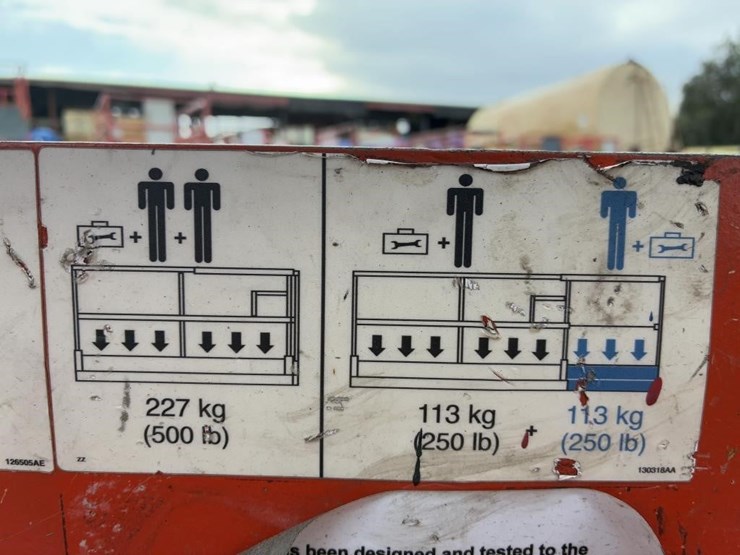 + +
227 kg
(500 lb)
126505AE
ZZ
+ +
113 kg + 113 kg
(250 lb) (250 lb)
130318AA
s been designed and tested to the